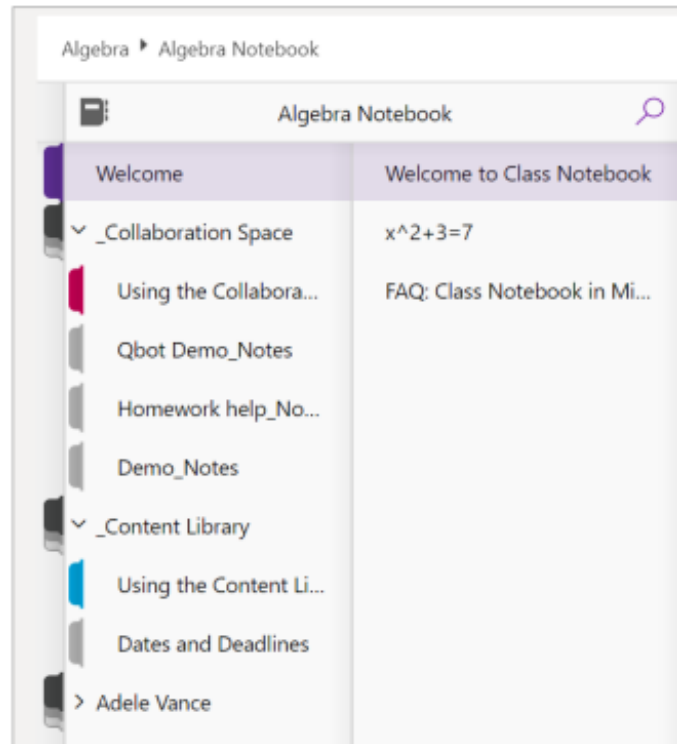 Algebra Algebra Notebook
Algebra Notebook
Welcome
_Collaboration Space
Using the Collabora...
Qbot Demo_Notes
Homework help_No...
Demo_Notes
_Content Library
Using the Content Li...
Dates and Deadlines
Adele Vance
Welcome to Class Notebook
x^2+3=7
FAQ: Class Notebook in Mi...